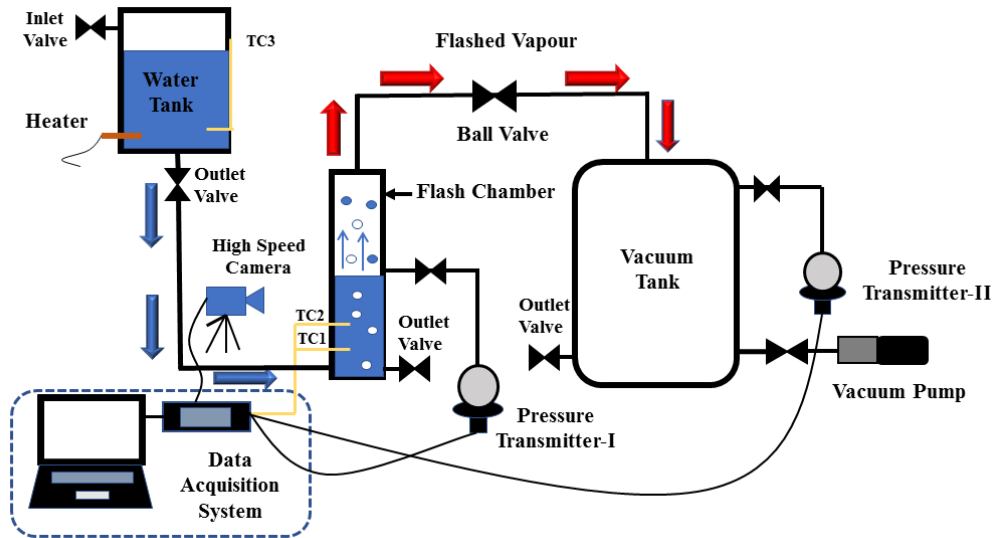 Inlet
Valve
TC3
Water
Tank
Heater
Outlet
Valve
Flashed Vapour
Ball Valve
Flash Chamber
High Speed
Camera
TC2
TC1
Outlet
Valve
Vacuum
Tank
Outlet
Valve
Pressure
Transmitter-II
Vacuum Pump
Pressure
Transmitter-I
Data
Acquisition
System